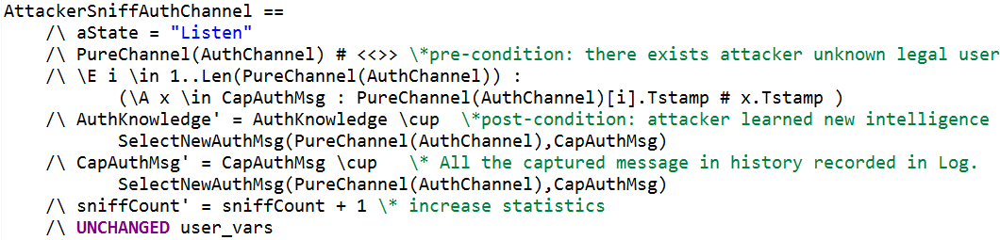 AttackerSniffAuthChannel ==
/\ aState = "Listen"
/\ PureChannel(AuthChannel) # <<>> \*pre-condition: there exists attacker unknown legal user
/\ \E i \in 1..Len(PureChannel(AuthChannel)) :
(\A x \in CapAuthMsg : PureChannel(AuthChannel)[i].Tstamp # x.Tstamp )
/\ AuthKnowledge' = AuthKnowledge \cup \*post-condition: attacker learned new intelligence
SelectNewAuthMsg(PureChannel(AuthChannel),CapAuthMsg)
/\ CapAuthMsg' = CapAuthMsg \cup \* All the captured message in history recorded in Log.
SelectNewAuthMsg(PureChannel(AuthChannel),CapAuthMsg)
/\ sniffCount' = sniffCount + 1 \* increase statistics
/\ UNCHANGED user_vars